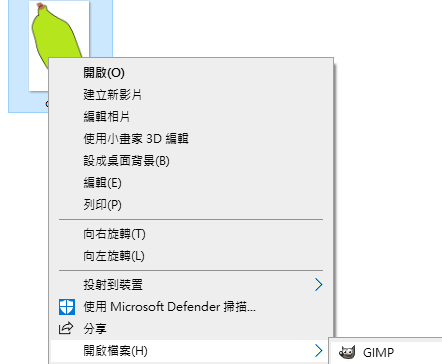 開啟(O)
建立新影片
編輯相片
使用小畫家 3D 編輯
設成桌面背景(B)
編輯(E)
列印(P)
向右旋轉(T)
向左旋轉(L)
投射到裝置
使用 Microsoft Defender 掃描...
分享
開啟檔案(H)
GIMP